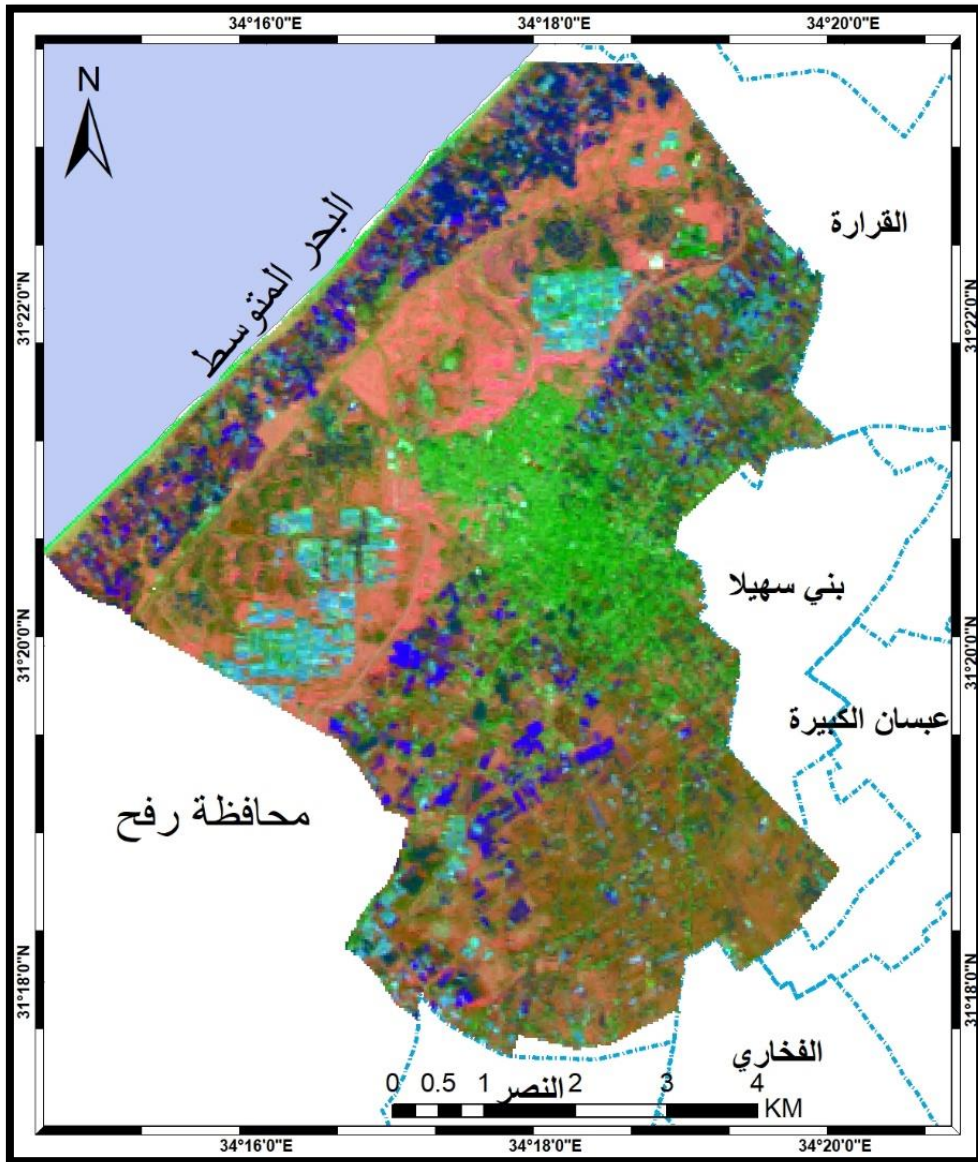 34°16'0"E 34°18'0"E 34°20'0"E
N
القرارة
31°22'0"N 31°22'0"N
البحر المتوسط
بني سهيلا
31°20'0"N 31°20'0"N
عبسان الكبيرة
محافظة رفح
31°18'0"N 31°18'0"N
الفخاري
النصر
0 0.5 1 2 3 4
KM
34°16'0"E 34°18'0"E 34°20'0"E